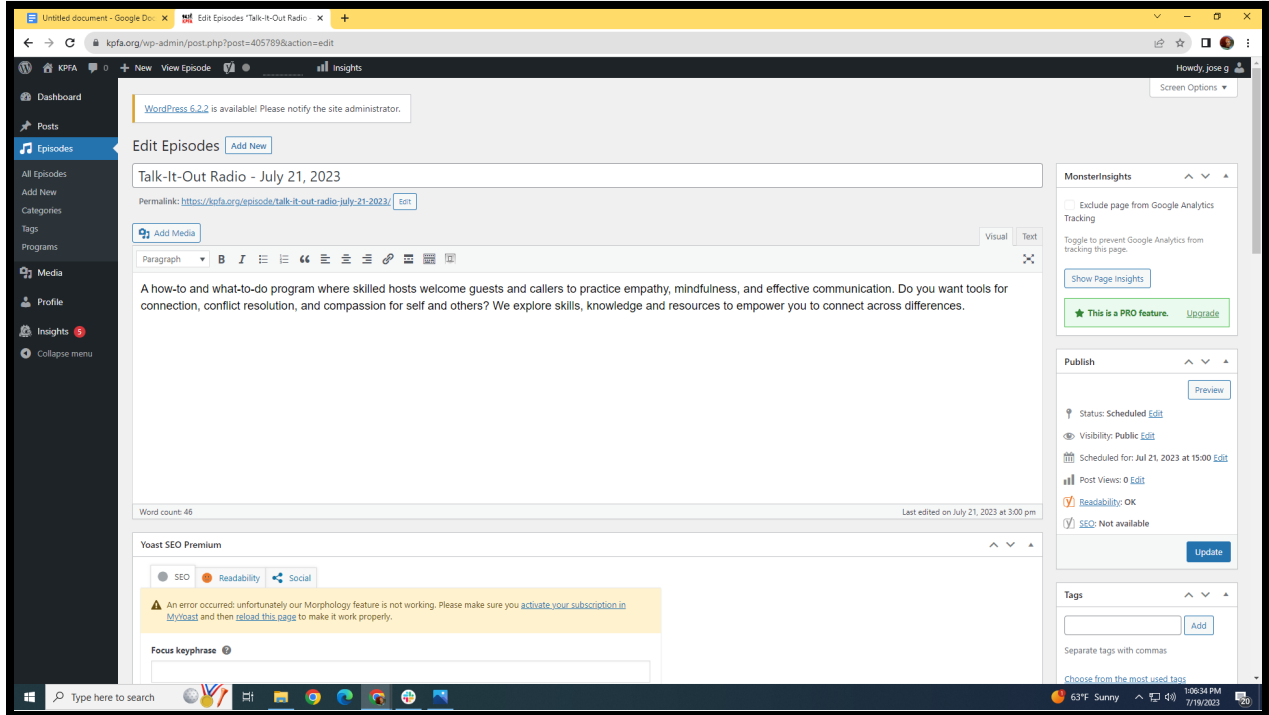 Untitled document - Google Doc
Edit Episodes "Talk-It-Out Radio
kpfa.org/wp-admin/post.php?post=405789&action=edit
KPFA 0 New View Episode Insights Howdy, jose g
Screen Options
Dashboard
Posts
Episodes
All Episodes
Add New
Categories
Tags
Programs
Media
Profile
Insights 5
Collapse menu
WordPress 6.2.2 is available! Please notify the site administrator.
Edit Episodes Add New
Talk-It-Out Radio - July 21, 2023
Permalink: https://kpfa.org/episode/talk-it-out-radio-july-21-2023/ Edit
Add Media
Visual Text
Paragraph B I
A how-to and what-to-do program where skilled hosts welcome guests and callers to practice empathy, mindfulness, and effective communication. Do you want tools for
connection, conflict resolution, and compassion for self and others? We explore skills, knowledge and resources to empower you to connect across differences.
Word count: 46 Last edited on July 21, 2023 at 3:00 pm
Yoast SEO Premium
SEO Readability Social
An error occurred: unfortunately our Morphology feature is not working. Please make sure you activate your subscription in
MyYoast and then reload this page to make it work properly.
Focus keyphrase
MonsterInsights
Exclude page from Google Analytics
Tracking
Toggle to prevent Google Analytics from
tracking this page.
Show Page Insights
This is a PRO feature. Upgrade
Publish
Preview
Status: Scheduled Edit
Visibility: Public Edit
Scheduled for: Jul 21, 2023 at 15:00 Edit
Post Views: 0 Edit
Readability: OK
SEO: Not available
Update
Tags
Add
Separate tags with commas
Choose from the most used tags
Type here to search
63°F Sunny
1:06:34 PM
7/19/2023
20